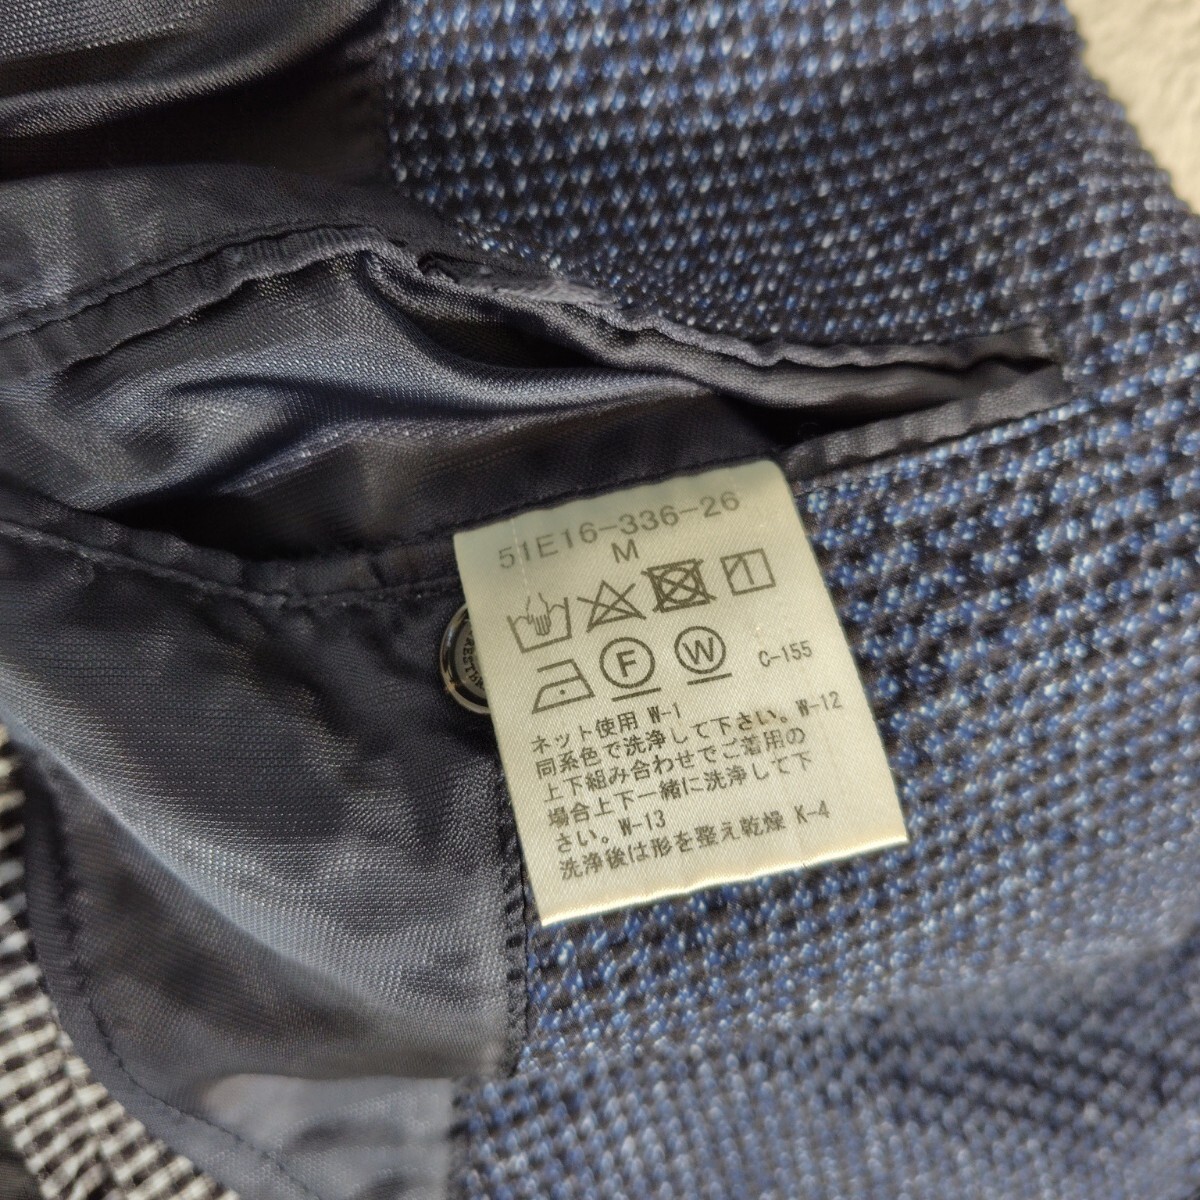 51E16-336-26
M
F W C-155
ネット使用 W-1
同系色で洗浄して下さい。W-12
上下組み合わせでご着用の
場合上下一緒に洗浄して下
さい。W-13
洗浄後は形を整え乾燥 K-4